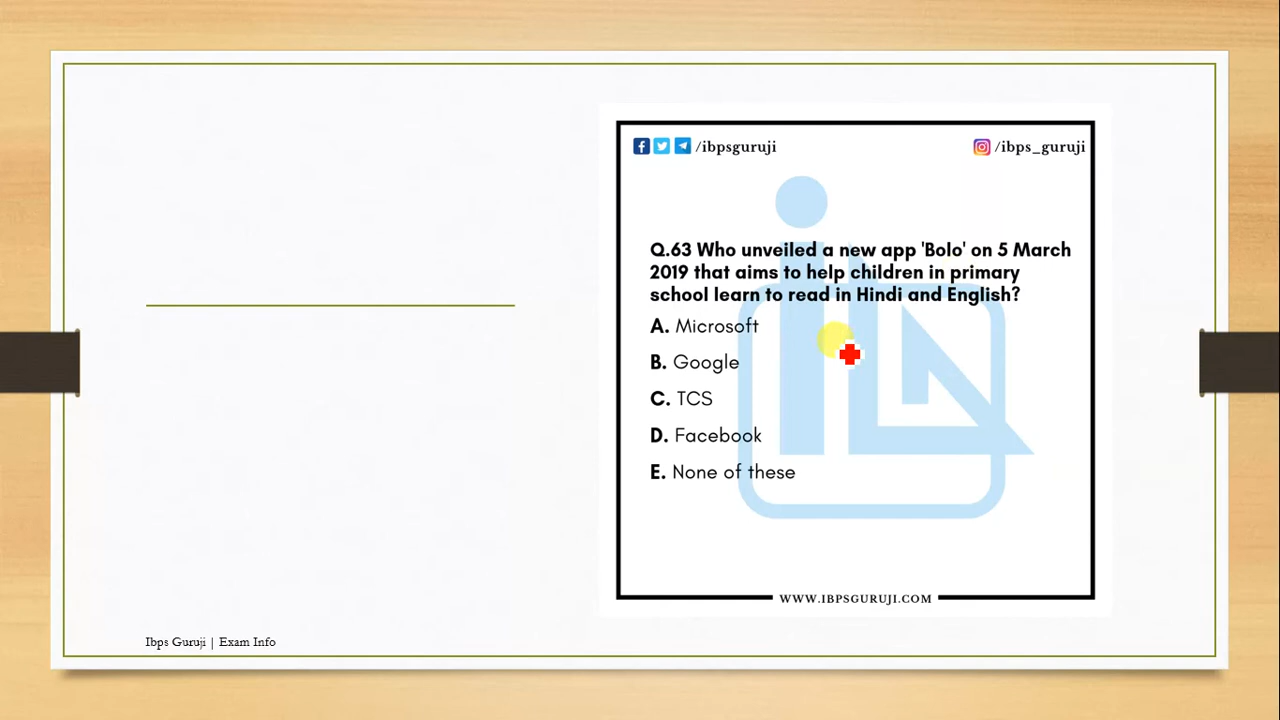 /ibpsguruji
/ibps_guruji
Q.63 Who unveiled a new app 'Bolo' on 5 March
2019 that aims to help children in primary
school learn to read in Hindi and English?
A. Microsoft
B. Google
C. TCS
D. Facebook
E. None of these
WWW.IBPSGURUJI.COM
Ibps Guruji | Exam Info